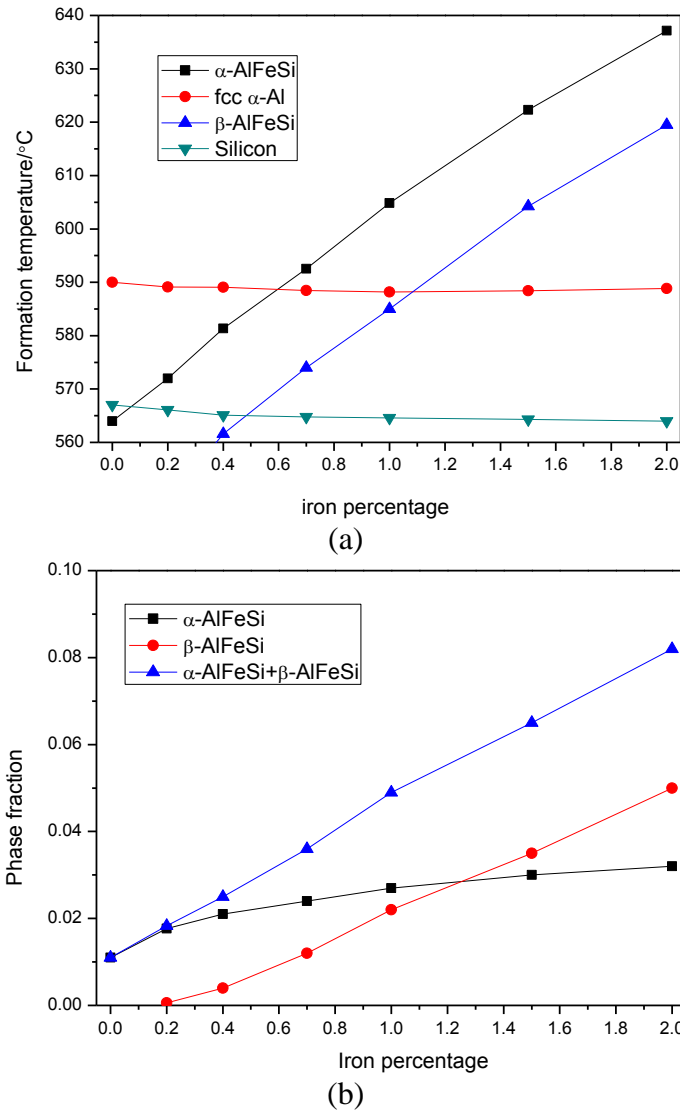 640
630
620
610
600
590
580
570
560
Formation temperature/°C
α-AlFeSi
fcc α-Al
β-AlFeSi
Silicon
0.0 0.2 0.4 0.6 0.8 1.0 1.2 1.4 1.6 1.8 2.0
iron percentage
(a)
0.10
0.08
0.06
0.04
0.02
0.00
Phase fraction
α-AlFeSi
β-AlFeSi
α-AlFeSi+β-AlFeSi
0.0 0.2 0.4 0.6 0.8 1.0 1.2 1.4 1.6 1.8 2.0
Iron percentage
(b)